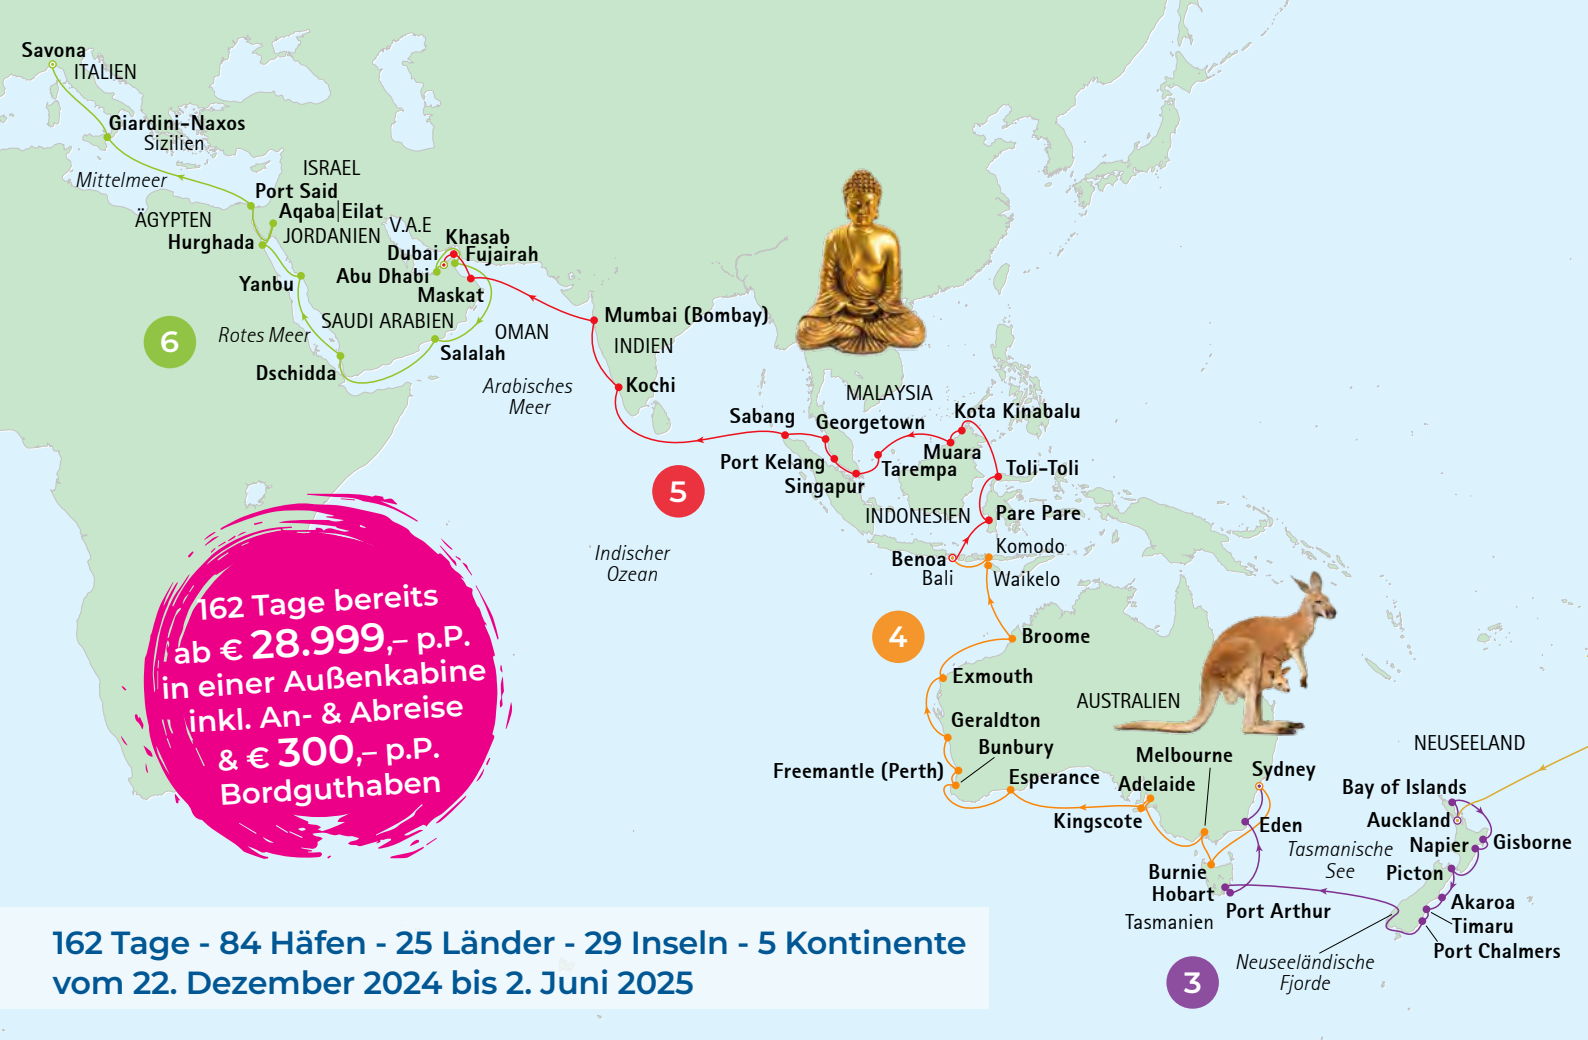 Savona
ITALIEN
Giardini-Naxos
Sizilien
Mittelmeer
ISRAEL
Port Said
Aqaba|Eilat
ÄGYPTEN
JORDANIEN
Hurghada
V.A.E
Khasab
Dubai
Fujairah
Abu Dhabi
Maskat
Yanbu
SAUDI ARABIEN
Rotes Meer
6
OMAN
Salalah
Dschidda
Mumbai (Bombay)
INDIEN
Arabisches
Meer
Kochi
MALAYSIA
Sabang
Georgetown
Kota Kinabalu
Muara
Port Kelang
Tarempa
Toli-Toli
Singapur
5
INDONESIEN
Pare Pare
Indischer
Ozean
Komodo
Benoa
Bali
Waikelo
4
Broome
Exmouth
AUSTRALIEN
Geraldton
Bunbury
Freemantle (Perth)
Esperance
Melbourne
Adelaide
Sydney
Kingscote
Eden
NEUSEELAND
Bay of Islands
Auckland
Gisborne
Napier
Tasmanische
See
Picton
Burnie
Hobart
Port Arthur
Tasmanien
Akaroa
Timaru
Port Chalmers
Neuseeländische
Fjorde
3
162 Tage bereits
ab € 28.999,– p.P.
in einer Außenkabine
inkl. An- & Abreise
& € 300,– p.P.
Bordguthaben
162 Tage - 84 Häfen - 25 Länder - 29 Inseln - 5 Kontinente
vom 22. Dezember 2024 bis 2. Juni 2025